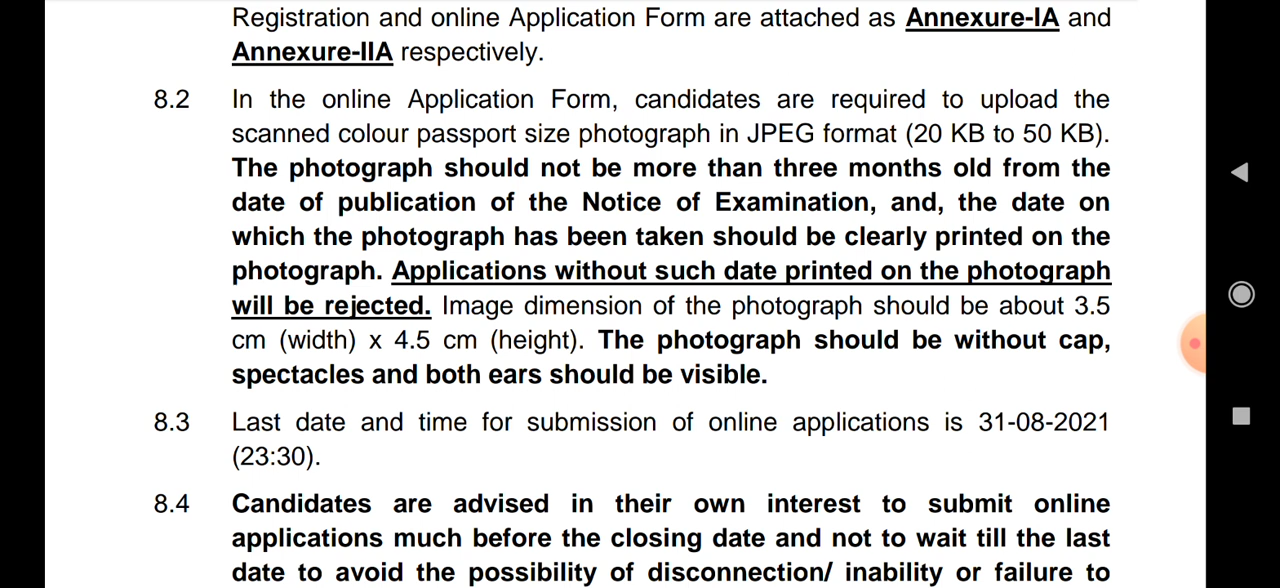 Registration and online Application Form are attached as Annexure-IA and
Annexure-IIA respectively.
8.2 In the online Application Form, candidates are required to upload the
scanned colour passport size photograph in JPEG format (20 KB to 50 KB).
The photograph should not be more than three months old from the
date of publication of the Notice of Examination, and, the date on
which the photograph has been taken should be clearly printed on the
photograph. Applications without such date printed on the photograph
will be rejected. Image dimension of the photograph should be about 3.5
cm (width) x 4.5 cm (height). The photograph should be without cap,
spectacles and both ears should be visible.
8.3 Last date and time for submission of online applications is 31-08-2021
(23:30).
8.4 Candidates are advised in their own interest to submit online
applications much before the closing date and not to wait till the last
date to avoid the possibility of disconnection/ inability or failure to